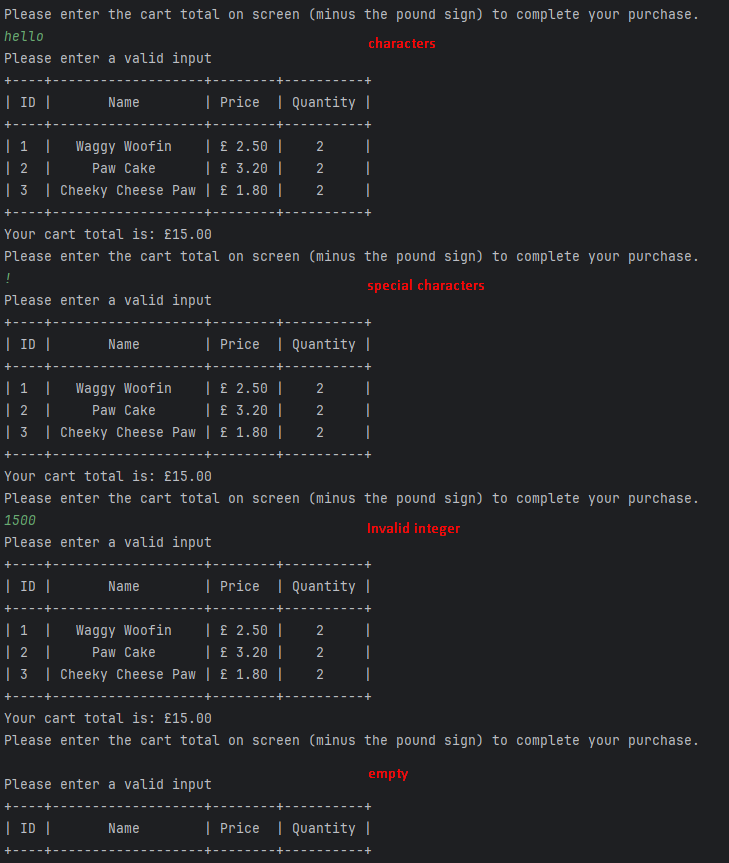 Please enter the cart total on screen (minus the pound sign) to complete your purchase.
hello
characters
Please enter a valid input
+----+-------------------+--------+----------+
| ID |       Name        | Price  | Quantity |
+----+-------------------+--------+----------+
| 1  |   Waggy Woofin    | £ 2.50 |    2     |
| 2  |     Paw Cake      | £ 3.20 |    2     |
| 3  | Cheeky Cheese Paw | £ 1.80 |    2     |
+----+-------------------+--------+----------+
Your cart total is: £15.00
Please enter the cart total on screen (minus the pound sign) to complete your purchase.
!
special characters
Please enter a valid input
+----+-------------------+--------+----------+
| ID |       Name        | Price  | Quantity |
+----+-------------------+--------+----------+
| 1  |   Waggy Woofin    | £ 2.50 |    2     |
| 2  |     Paw Cake      | £ 3.20 |    2     |
| 3  | Cheeky Cheese Paw | £ 1.80 |    2     |
+----+-------------------+--------+----------+
Your cart total is: £15.00
Please enter the cart total on screen (minus the pound sign) to complete your purchase.
1500
Invalid integer
Please enter a valid input
+----+-------------------+--------+----------+
| ID |       Name        | Price  | Quantity |
+----+-------------------+--------+----------+
| 1  |   Waggy Woofin    | £ 2.50 |    2     |
| 2  |     Paw Cake      | £ 3.20 |    2     |
| 3  | Cheeky Cheese Paw | £ 1.80 |    2     |
+----+-------------------+--------+----------+
Your cart total is: £15.00
Please enter the cart total on screen (minus the pound sign) to complete your purchase.
empty
Please enter a valid input
+----+-------------------+--------+----------+
| ID |       Name        | Price  | Quantity |
+----+-------------------+--------+----------+